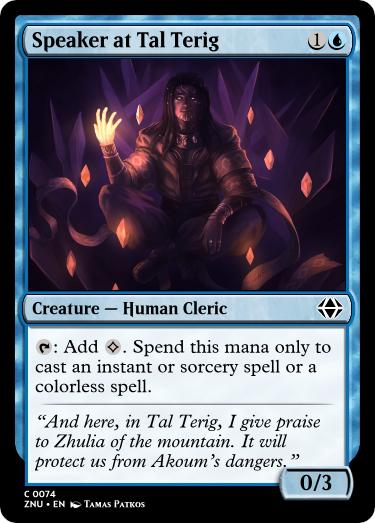 Speaker at Tal Terig 1
Creature — Human Cleric
: Add . Spend this mana only to
cast an instant or sorcery spell or a
colorless spell.
“And here, in Tal Terig, I give praise
to Zhulia of the mountain. It will
protect us from Akoum’s dangers.”
0/3
C 0074
ZNU • EN Tamas Patkos